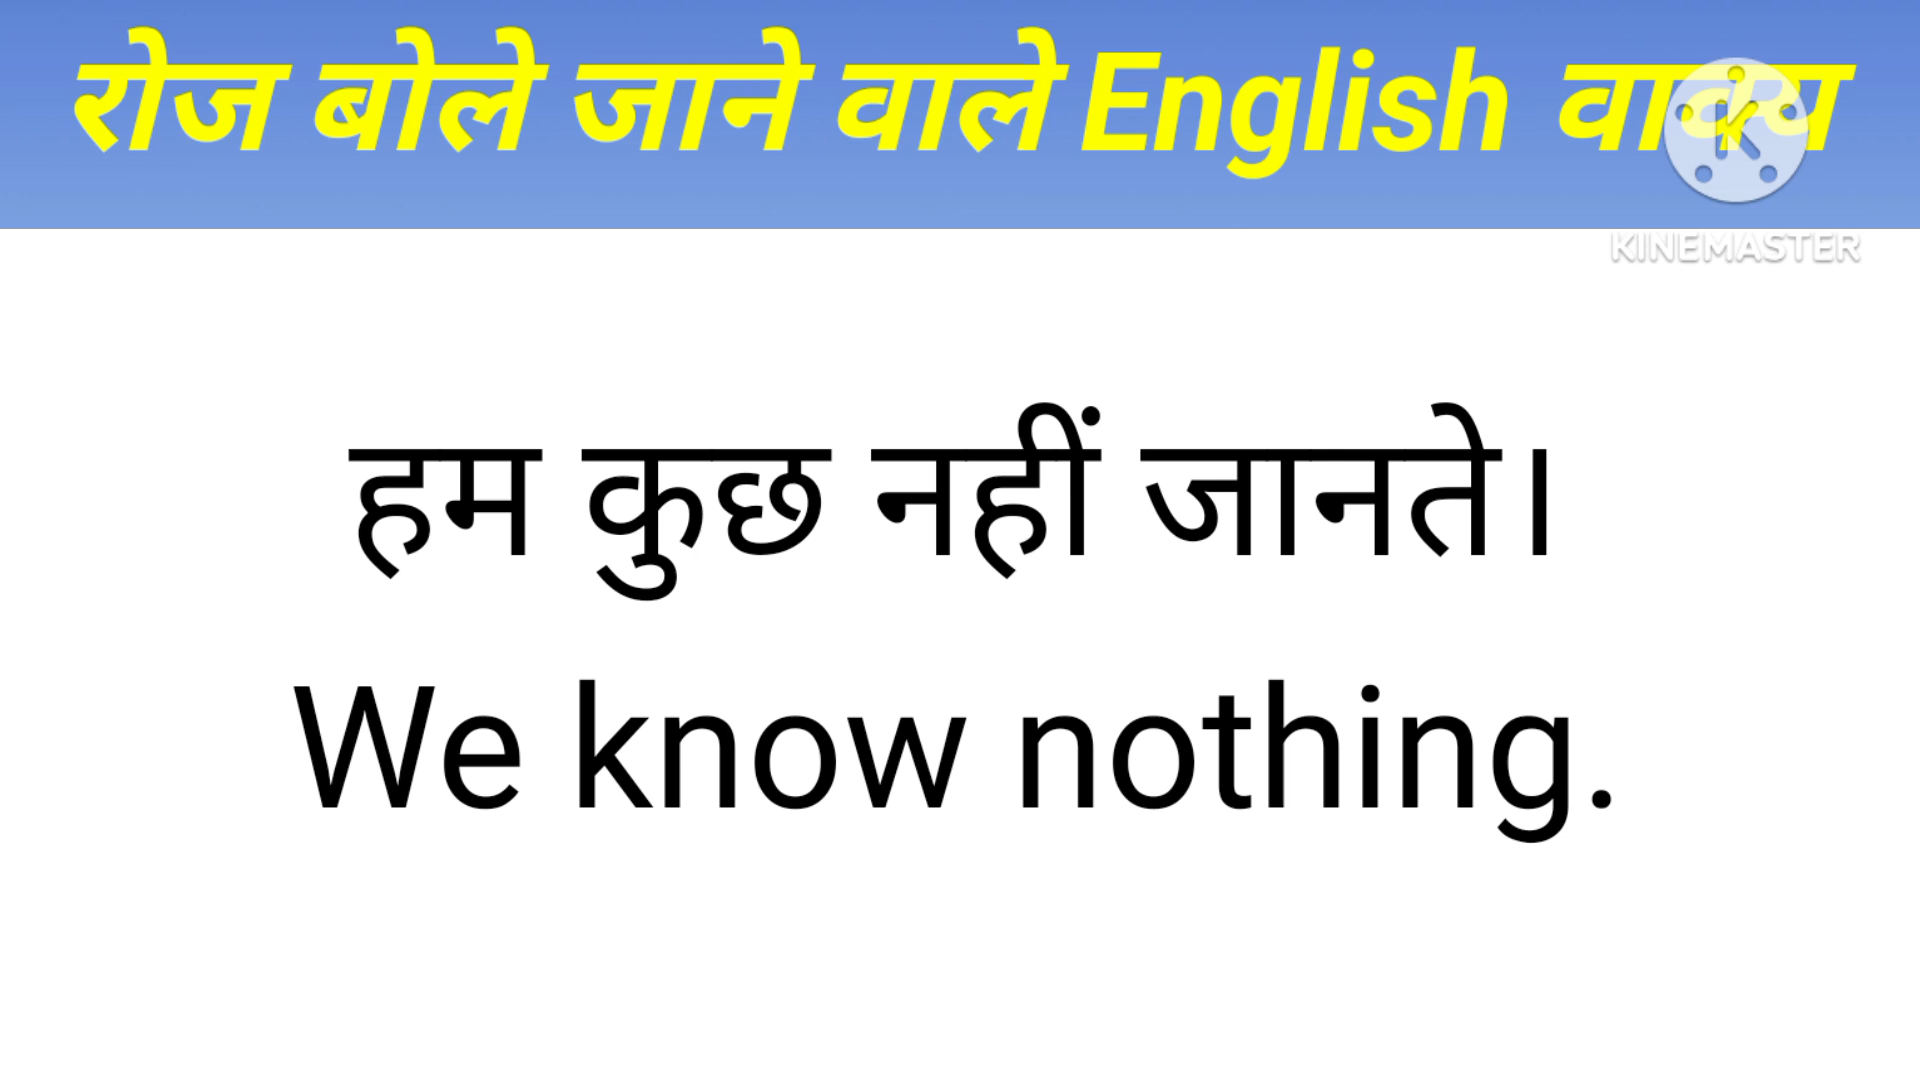 रोज बोले जाने वाले English वाक्य
KINEMASTER
हम कुछ नहीं जानते।
We know nothing.